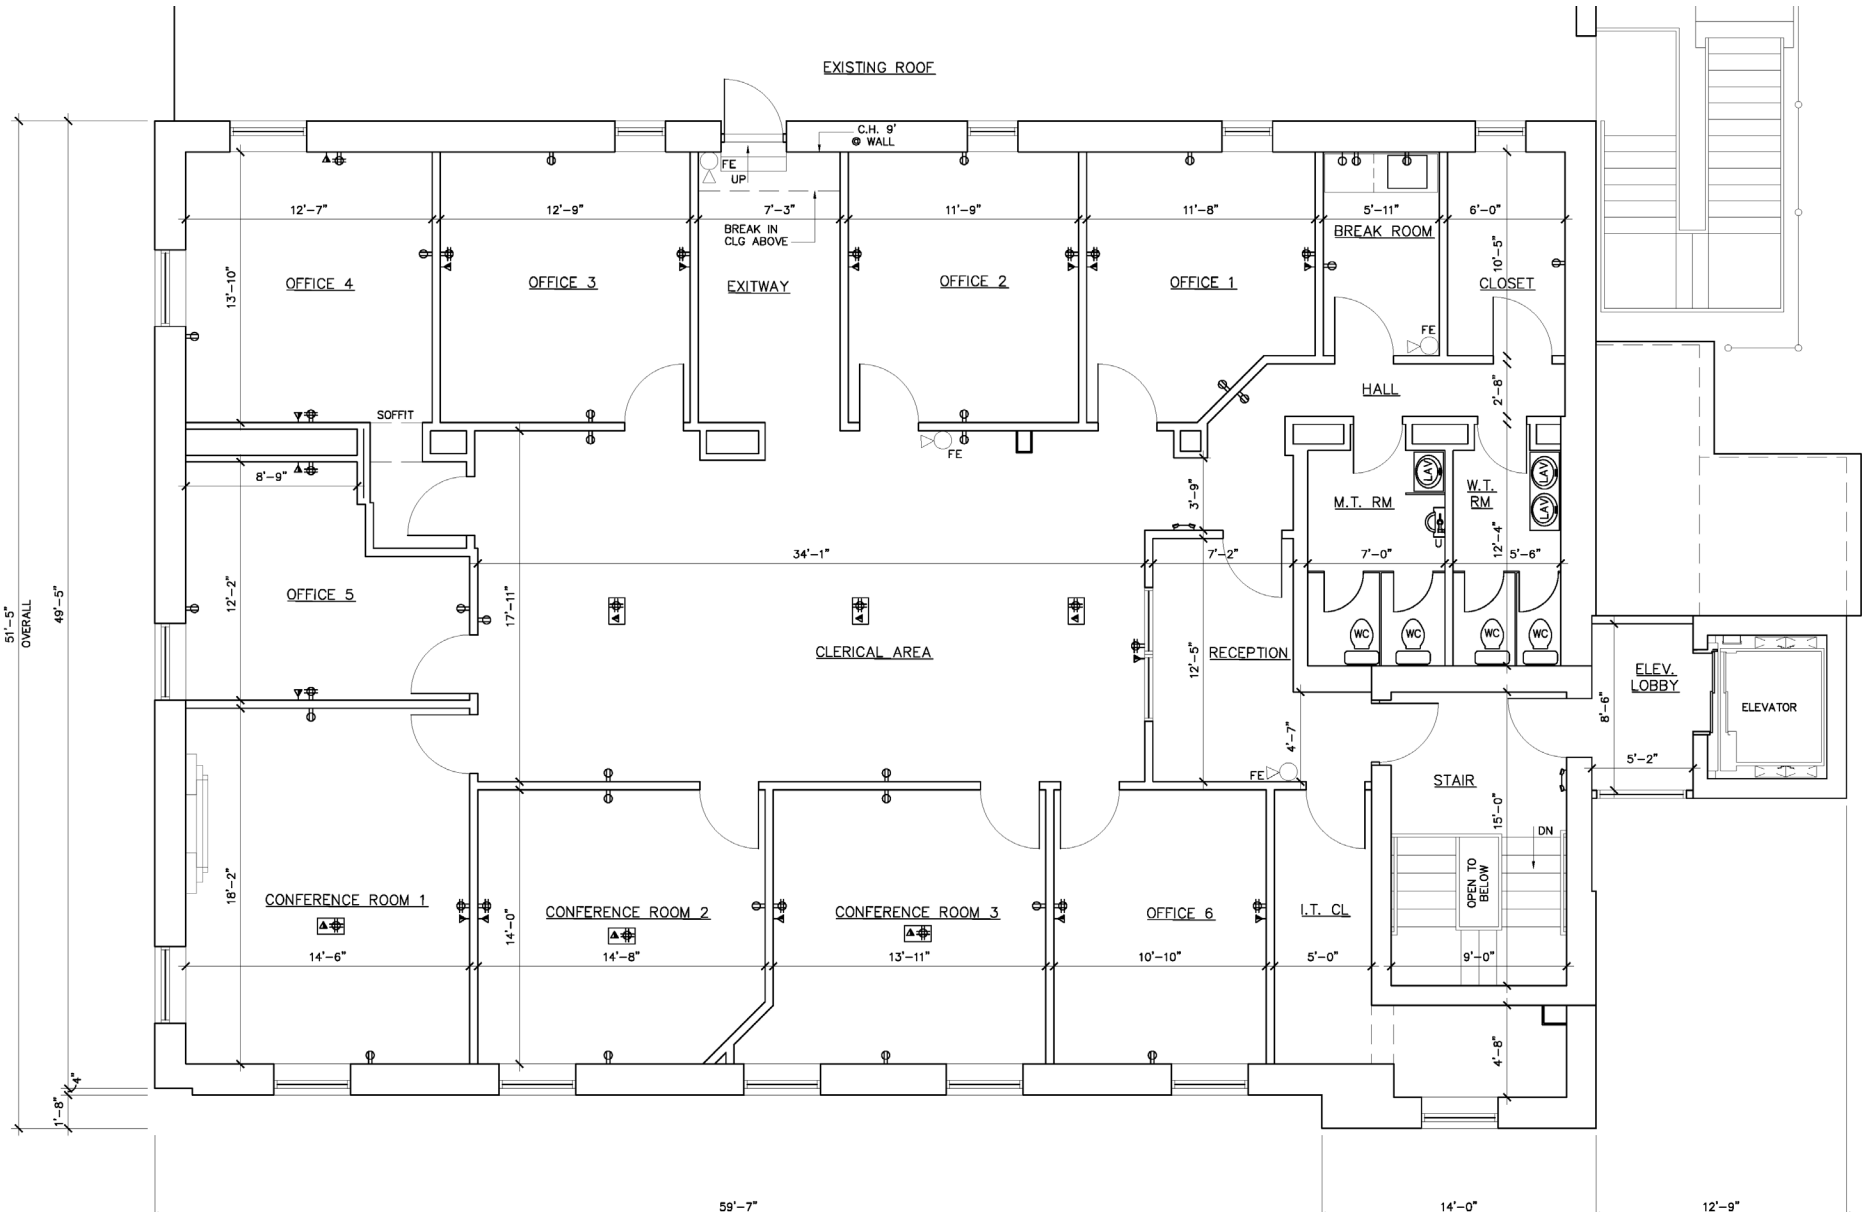 EXISTING ROOF
C.H. 9'
@ WALL
FE
UP
12'-7"
12'-9"
7'-3"
11'-9"
11'-8"
5'-11"
6'-0"
BREAK IN
CLG ABOVE
BREAK ROOM
10'-5"
13'-10"
OFFICE 4
OFFICE 3
EXITWAY
OFFICE 2
OFFICE 1
CLOSET
FE
HALL
2'-8"
SOFFIT
FE
8'-9"
3'-9"
LAV
M.T. RM
W.T.
RM
LAV
LAV
12'-4"
34'-1"
7'-2"
7'-0"
5'-6"
51'-5"
OVERALL
49'-5"
12'-2"
OFFICE 5
17'-11"
CLERICAL AREA
RECEPTION
12'-5"
WC
WC
WC
WC
ELEV.
LOBBY
8'-6"
ELEVATOR
4'-7"
FE
5'-2"
STAIR
15'-0"
DN
OPEN TO
BELOW
18'-2"
CONFERENCE ROOM 1
14'-0"
CONFERENCE ROOM 2
CONFERENCE ROOM 3
OFFICE 6
I.T. CL
14'-6"
14'-8"
13'-11"
10'-10"
5'-0"
9'-0"
4'-8"
4"
1'-8"
59'-7"
14'-0"
12'-9"